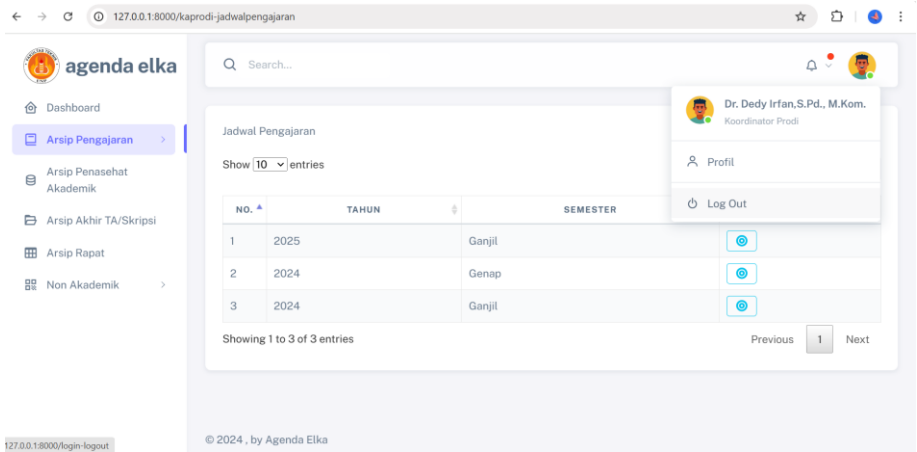 127.0.0.1:8000/kaprodi-jadwalpengajaran
agenda elka
Search...
Dashboard
Arsip Pengajaran
Arsip Penasehat
Akademik
Arsip Akhir TA/Skripsi
Arsip Rapat
Non Akademik
Dr. Dedy Irfan,S.Pd., M.Kom.
Koordinator Prodi
Profil
Log Out
Jadwal Pengajaran
Show 10 entries
NO. TAHUN SEMESTER
1 2025 Ganjil
2 2024 Genap
3 2024 Ganjil
Showing 1 to 3 of 3 entries
Previous 1 Next
© 2024 , by Agenda Elka
127.0.0.1:8000/login-logout